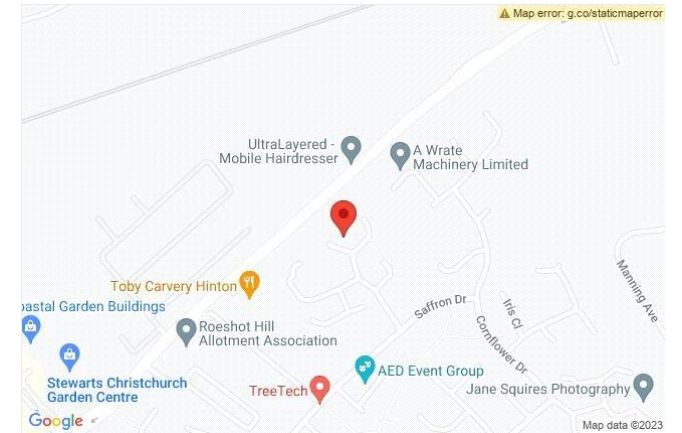 ⚠ Map error: g.co/staticmaperror
UltraLayered -
Mobile Hairdresser
A Wrate
Machinery Limited
Manning Ave
Toby Carvery Hinton
Saffron Dr
Iris Cl
Cornflower Dr
oastal Garden Buildings
Roeshot Hill
Allotment Association
Stewarts Christchurch
Garden Centre
TreeTech
AED Event Group
Jane Squires Photography
Google
Map data ©2023